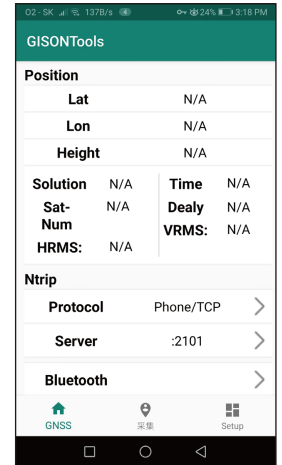 O2 - SK 137B/s 4 24% 3:18 PM
GISONTools
Position
Lat N/A
Lon N/A
Height N/A
Solution N/A Time N/A
Sat-Num N/A Dealy N/A
HRMS: N/A VRMS: N/A
Ntrip
Protocol Phone/TCP
Server :2101
Bluetooth
GNSS 采集 Setup